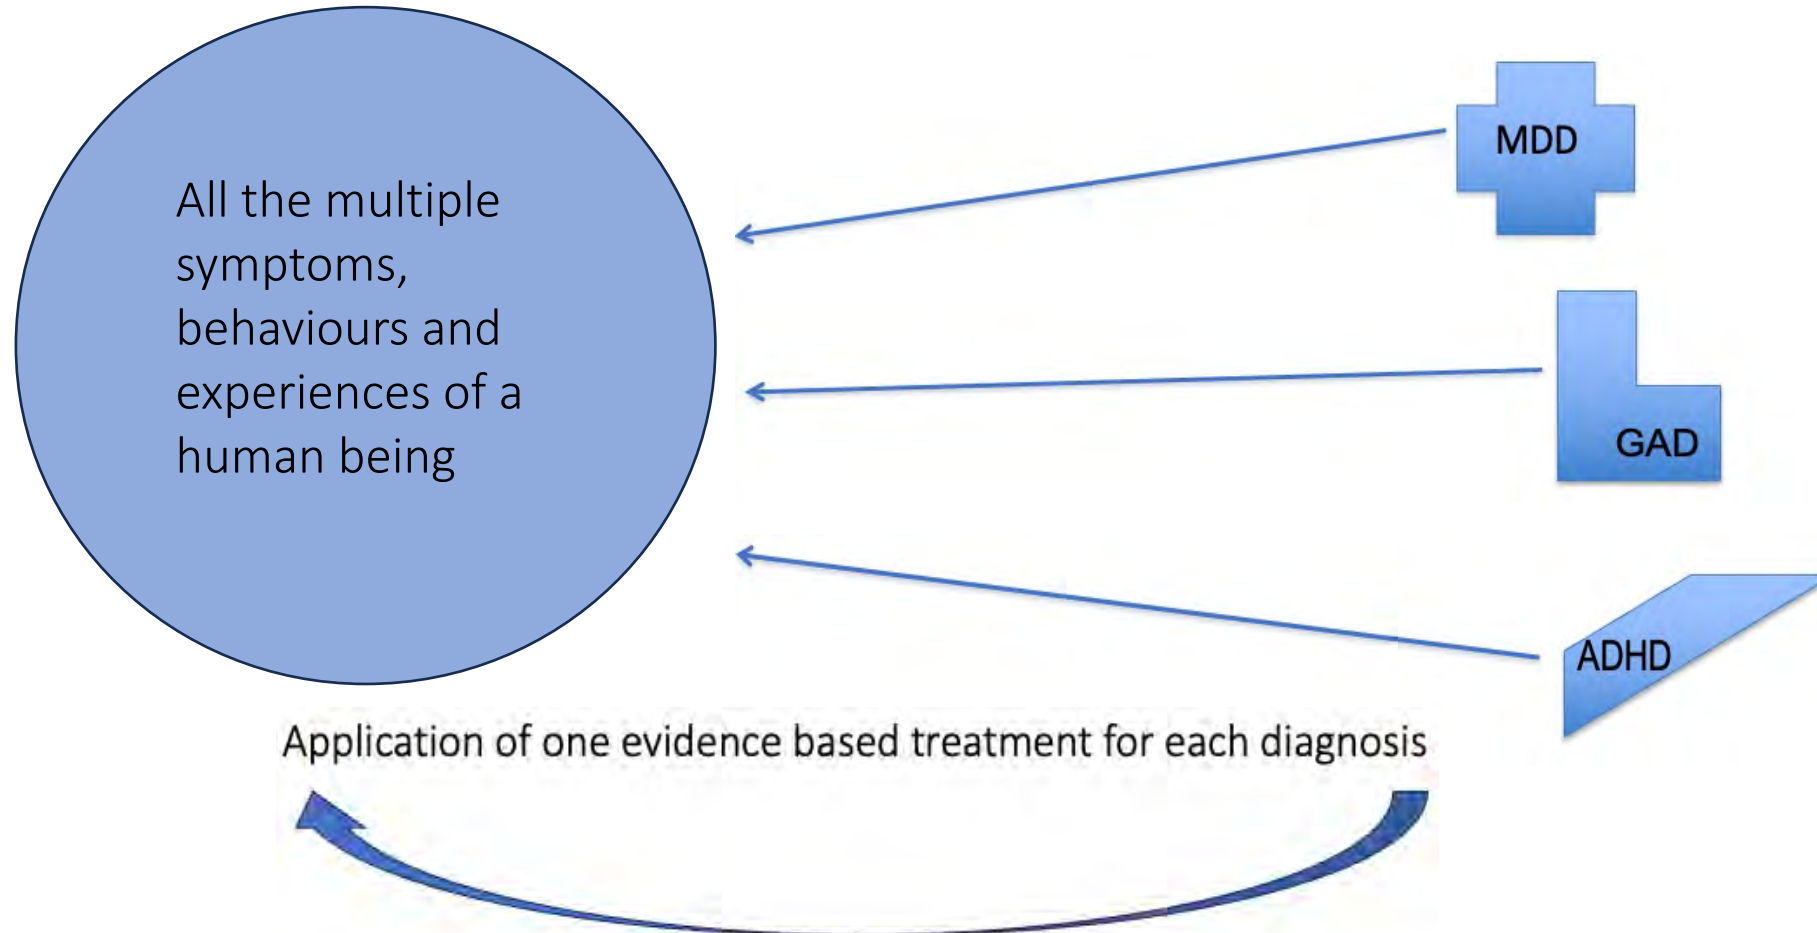 All the multiple
symptoms,
behaviours and
experiences of a
human being
MDD
GAD
ADHD
Application of one evidence based treatment for each diagnosis